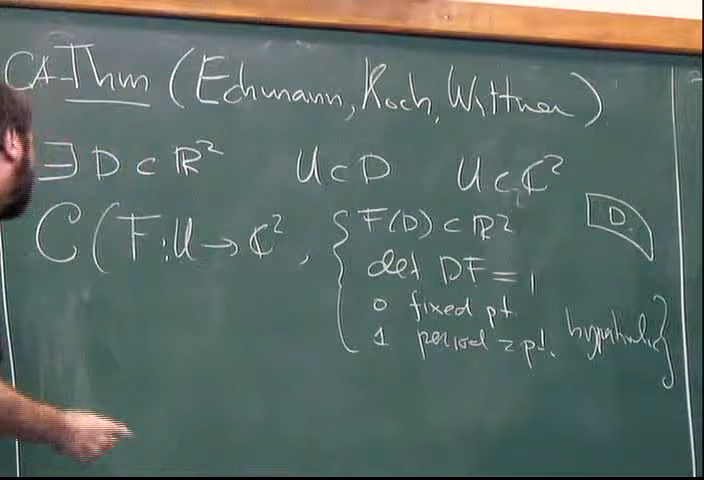 CA-Thm (Eckmann, Koch, Wittwer)
∃ D ⊂ ℝ² U ⊂ D U ⊂ ℂ²
C ( F : U → ℂ² , { F(D) ⊂ ℝ²
D
det DF = 1
0 fixed pt
1 period 2 pt. hyperbolic }